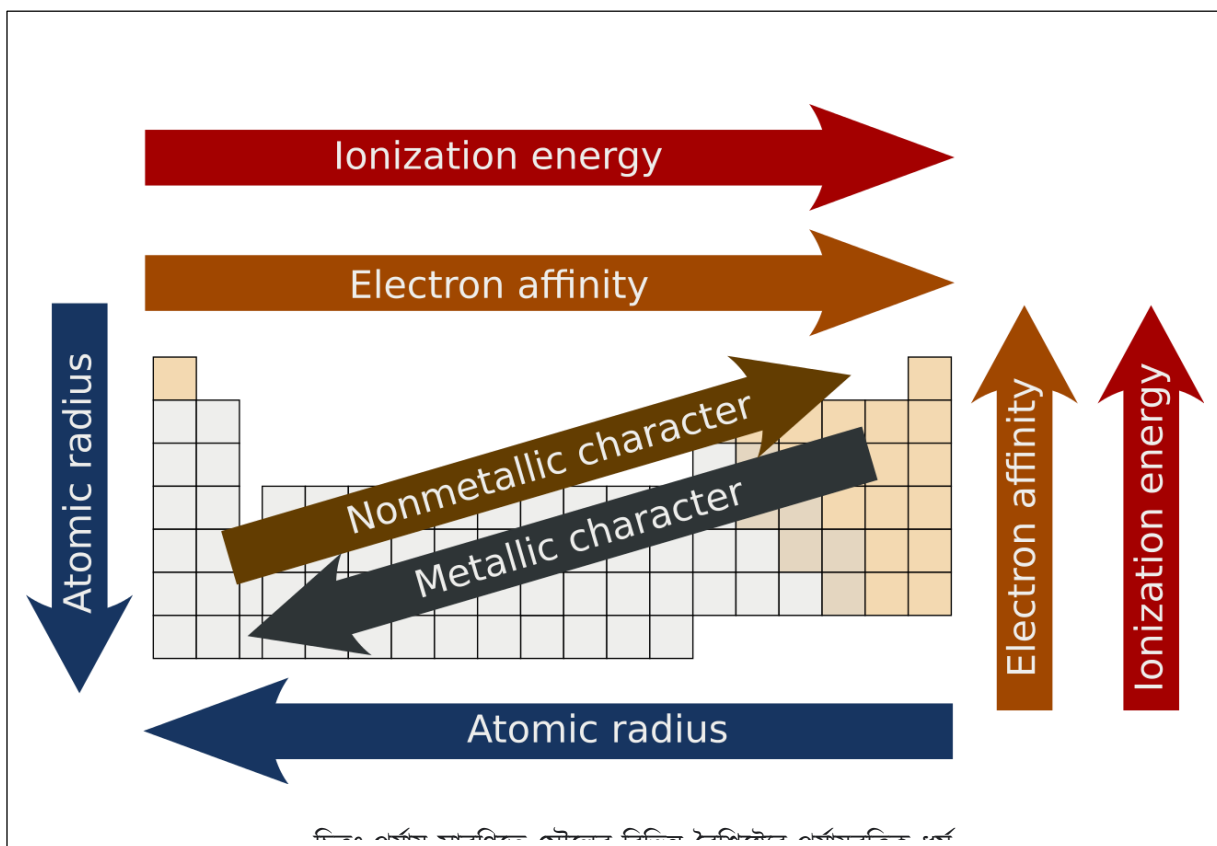 Ionization energy
Electron affinity
Atomic radius
Nonmetallic character
Metallic character
Electron affinity
Ionization energy
Atomic radius